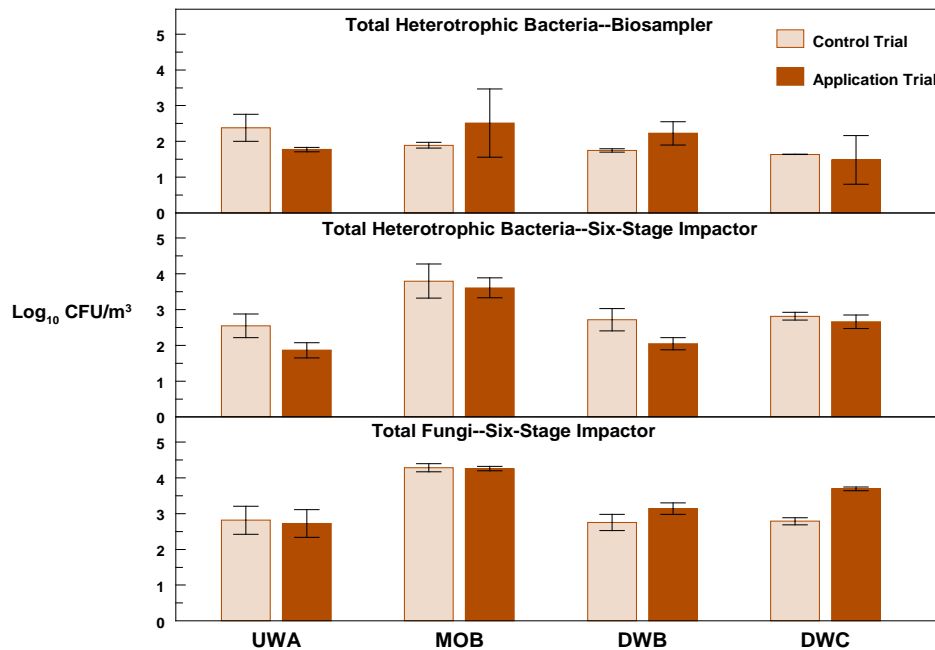 Total Heterotrophic Bacteria--Biosampler
Control Trial
Application Trial
5
4
3
2
1
0
Total Heterotrophic Bacteria--Six-Stage Impactor
5
4
3
2
1
0
Log₁₀ CFU/m³
Total Fungi--Six-Stage Impactor
5
4
3
2
1
0
UWA MOB DWB DWC